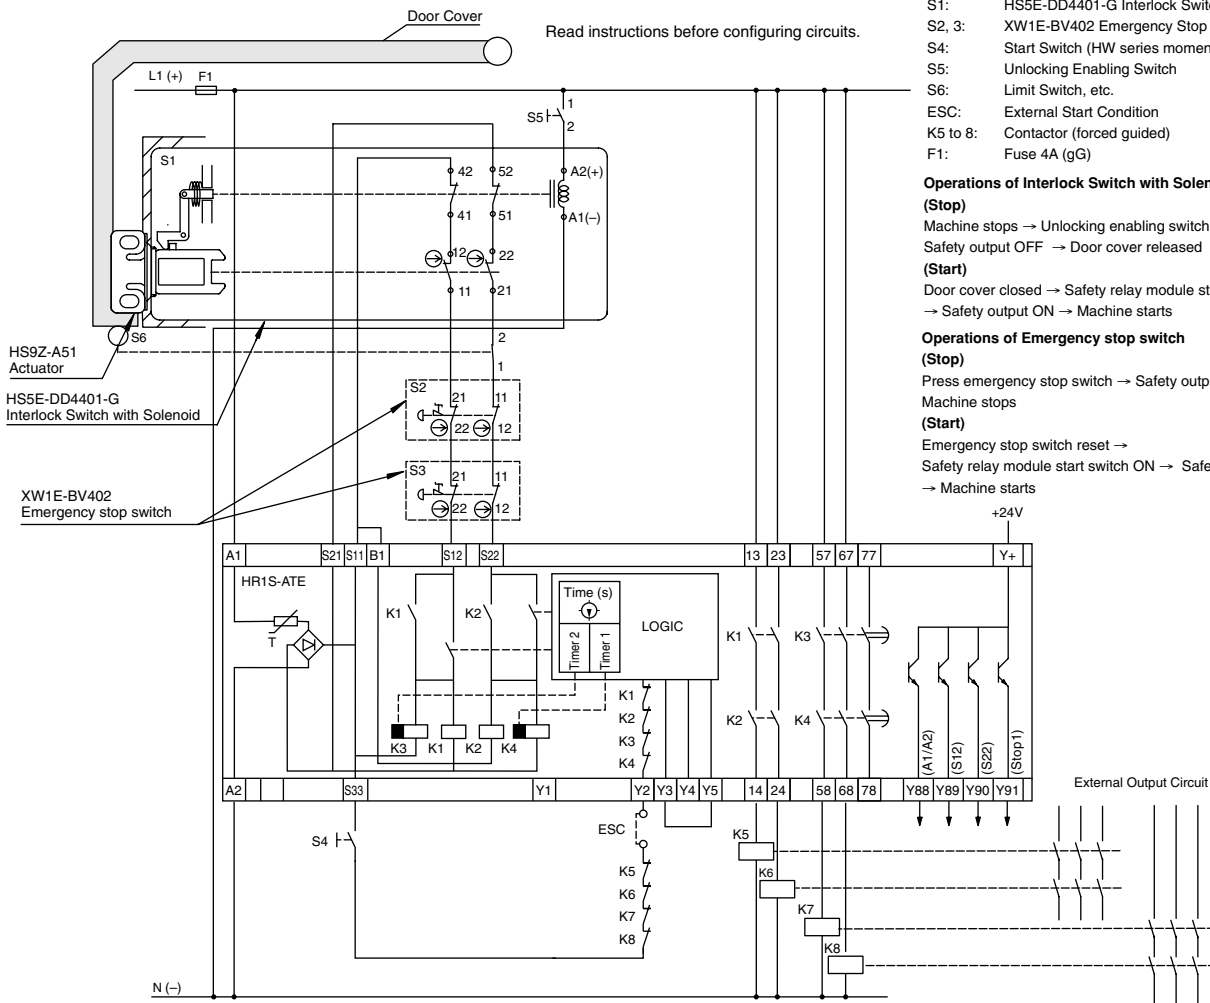 Door Cover
Read instructions before configuring circuits.
S1: HS5E-DD4401-G Interlock
S2, 3: XW1E-BV402 Emergency Stop
S4: Start Switch (HW series
S5: Unlocking Enabling Switch
S6: Limit Switch, etc.
ESC: External Start Condition
K5 to 8: Contactor (forced guided)
F1: Fuse 4A (gG)
Operations of Interlock Switch with
(Stop)
Machine stops → Unlocking enabling switch
Safety output OFF → Door cover released
(Start)
Door cover closed → Safety relay module
→ Safety output ON → Machine starts
Operations of Emergency stop switch
(Stop)
Press emergency stop switch → Safety
Machine stops
(Start)
Emergency stop switch reset →
Safety relay module start switch ON →
→ Machine starts
L1 (+) F1
S5 1
2
S1
42 52 A2(+)
41 51 A1(–)
12 22
11 21
S6
2
1
HS9Z-A51
Actuator
HS5E-DD4401-G
Interlock Switch with Solenoid
S2
21 11
22 12
S3
21 11
22 12
XW1E-BV402
Emergency stop switch
+24V
A1 S21 S11 B1 S12 S22 13 23 57 67 77 Y+
HR1S-ATE
T
K1 K2
Time (s)
Timer 2 Timer 1
LOGIC
K1 K3
K1
K2
K3
K4
K2 K4
K3 K1 K2 K4
(A1/A2) (S12) (S22) (Stop1)
A2 S33 Y1 Y2 Y3 Y4 Y5 14 24 58 68 78 Y88 Y89 Y90 Y91
External Output Circuit
S4
ESC
K5
K6
K7
K8
K5
K6
K7
K8
N (–)